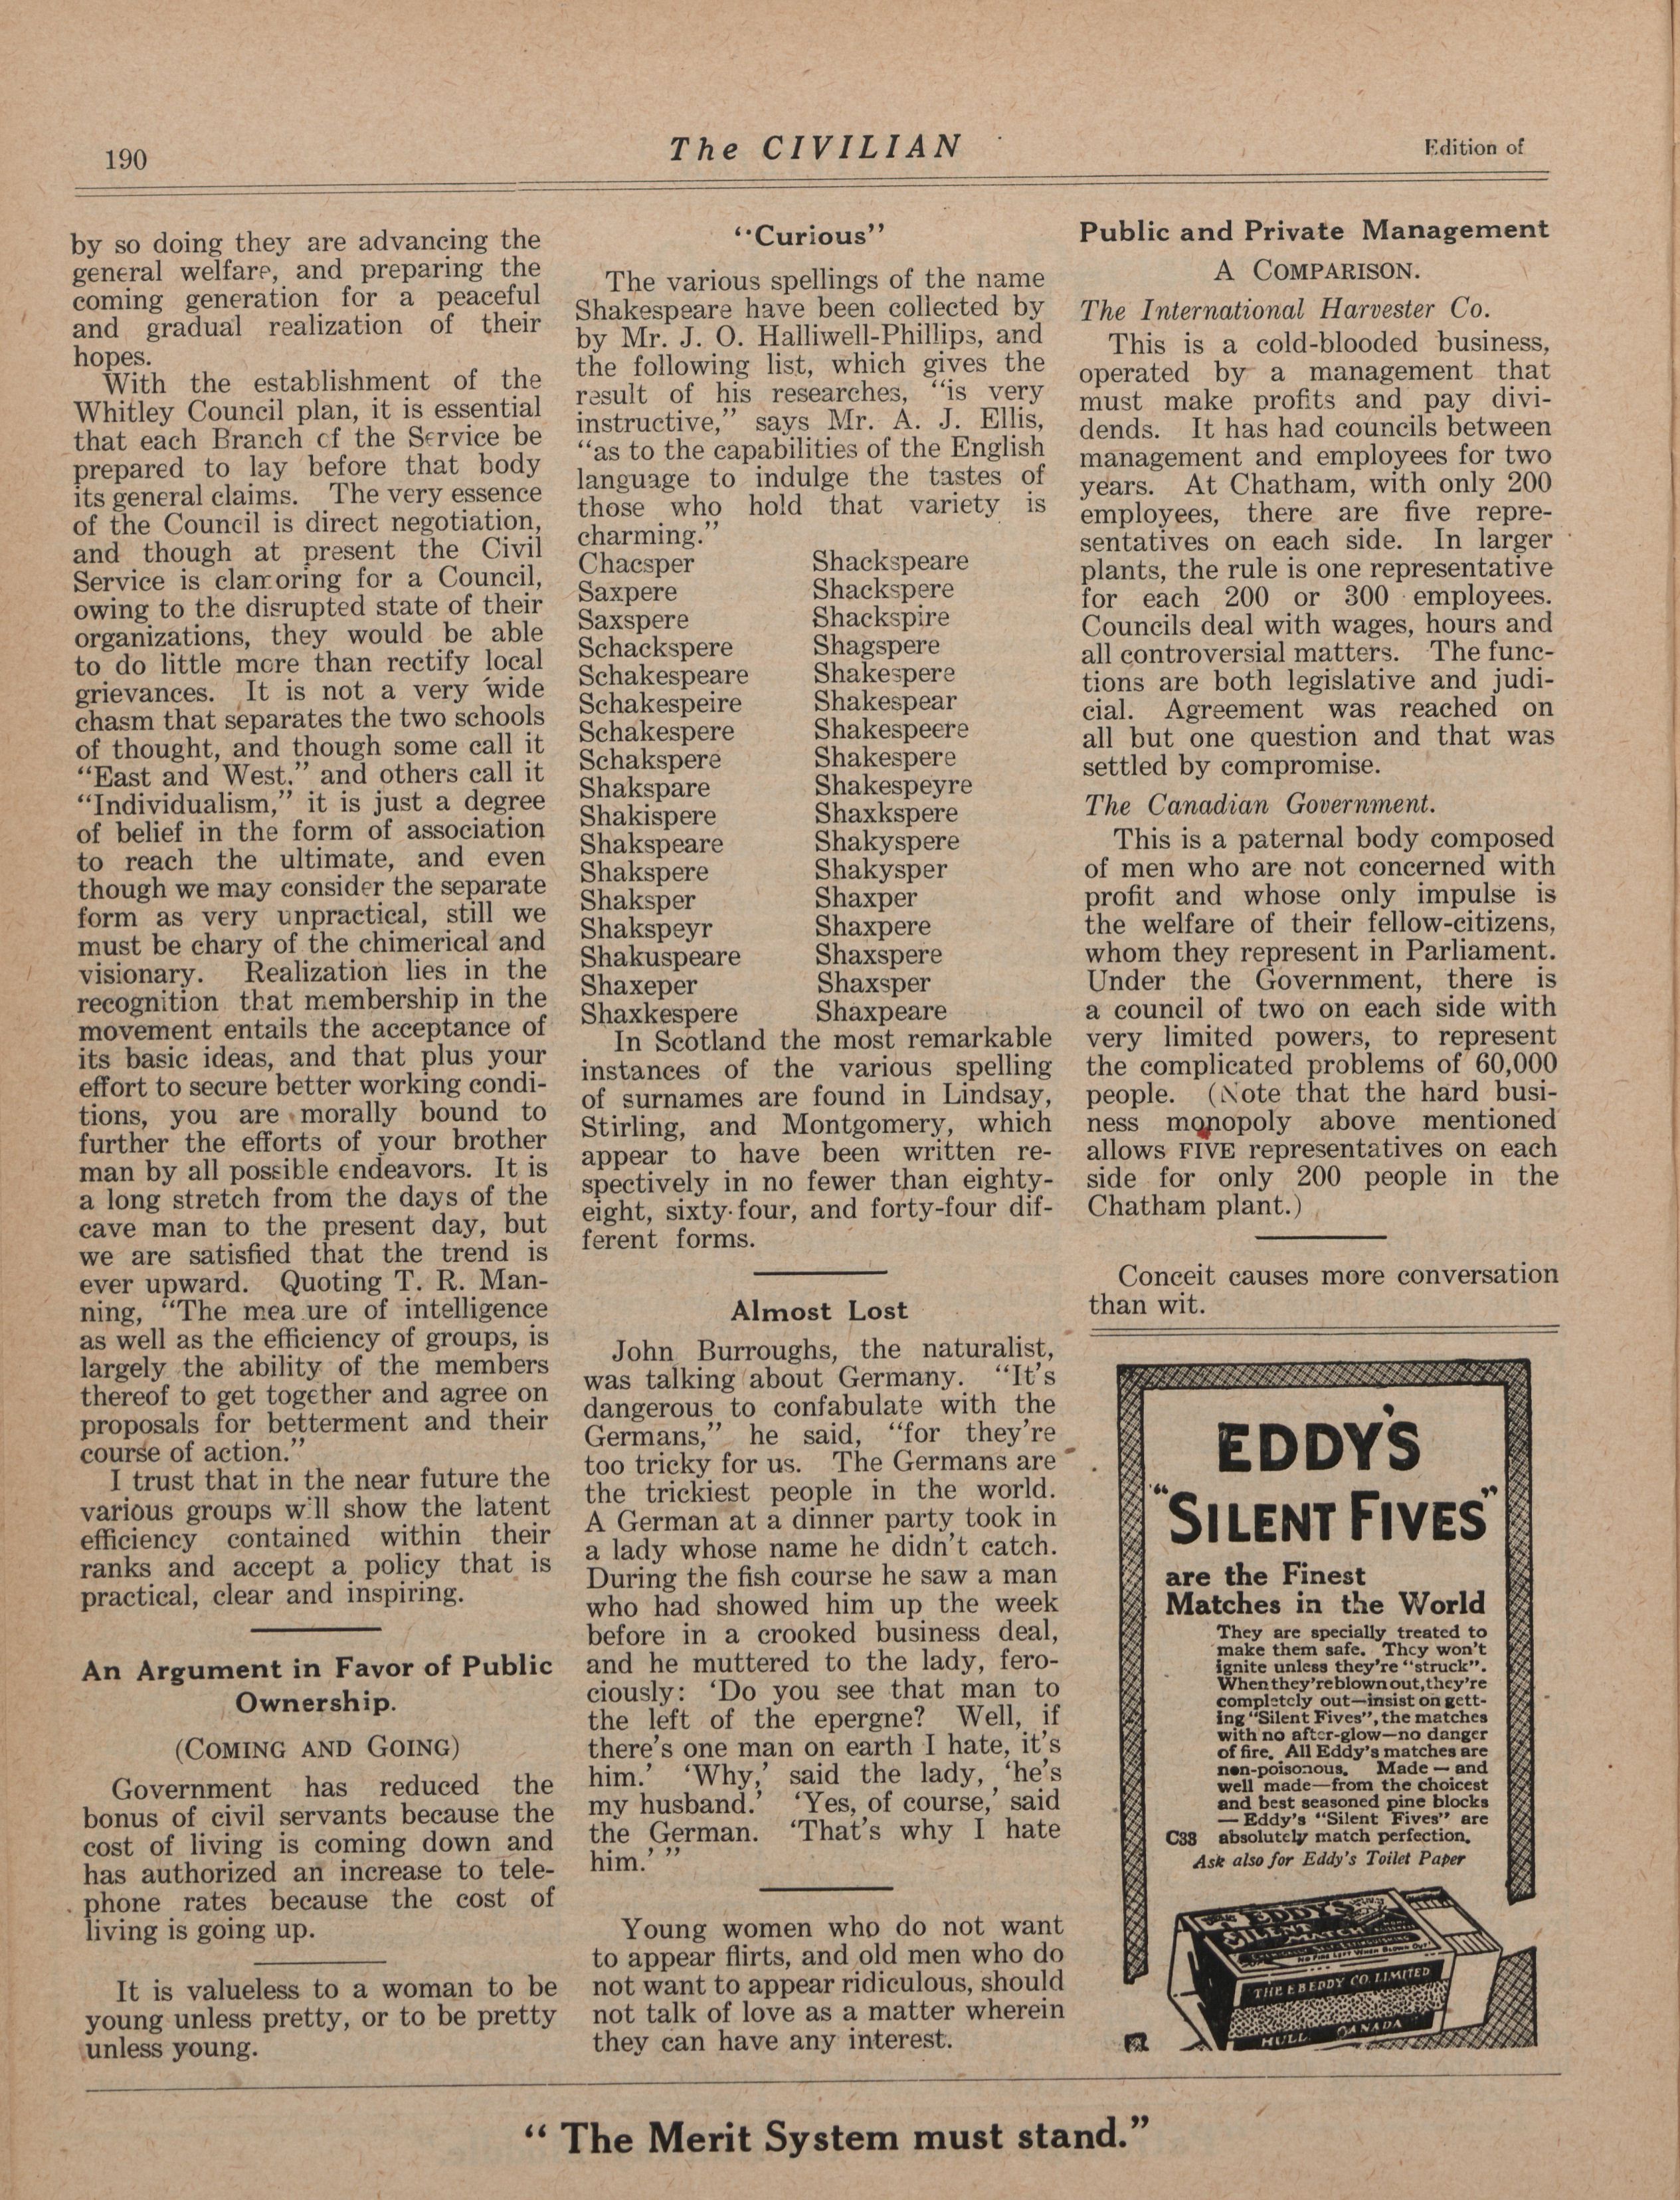 190
The CIVILIAN
Edition of
by so doing they are advancing the
general welfare, and preparing the
coming generation for a peaceful
and gradual realization of their
hopes.
With the establishment of the
Whitley Council plan, it is essential
that each Branch of the Service be
prepared to lay before that body
its general claims. The very essence
of the Council is direct negotiation,
and though at present the Civil
Service is clamoring for a Council,
owing to the disrupted state of their
organizations, they would be able
to do little more than rectify local
grievances. It is not a very wide
chasm that separates the two schools
of thought, and though some call it
“East and West,” and others call it
“Individualism,” it is just a degree
of belief in the form of association
to reach the ultimate, and even
though we may consider the separate
form as very unpractical, still we
must be chary of the chimerical and
visionary. Realization lies in the
recognition that membership in the
movement entails the acceptance of
its basic ideas, and that plus your
effort to secure better working condi-
tions, you are morally bound to
further the efforts of your brother
man by all possible endeavors. It is
a long stretch from the days of the
cave man to the present day, but
we are satisfied that the trend is
ever upward. Quoting T. R. Man-
ning, “The mea ure of intelligence
as well as the efficiency of groups, is
largely the ability of the members
thereof to get together and agree on
proposals for betterment and their
course of action.”
I trust that in the near future the
various groups will show the latent
efficiency contained within their
ranks and accept a policy that is
practical, clear and inspiring.
An Argument in Favor of Public
Ownership.
(COMING AND GOING)
Government has reduced the
bonus of civil servants because the
cost of living is coming down and
has authorized an increase to tele-
phone rates because the cost of
living is going up.
It is valueless to a woman to be
young unless pretty, or to be pretty
unless young.
“Curious”
The various spellings of the name
Shakespeare have been collected by
by Mr. J. O. Halliwell-Phillips, and
the following list, which gives the
result of his researches, “is very
instructive,” says Mr. A. J. Ellis,
“as to the capabilities of the English
language to indulge the tastes of
those who hold that variety is
charming.”
Chacsper Shackspeare
Saxpere Shackspere
Saxspere Shackspire
Schackspere Shagspere
Schakespeare Shakespere
Schakespeire Shakespear
Schakespere Shakespeere
Schakspere Shakespere
Shakspare Shakespeyre
Shakispere Shaxkspere
Shakspeare Shakyspere
Shakspere Shakysper
Shaksper Shaxper
Shakspeyr Shaxpere
Shakuspeare Shaxspere
Shaxeper Shaxsper
Shaxkespere Shaxpeare
In Scotland the most remarkable
instances of the various spelling
of surnames are found in Lindsay,
Stirling, and Montgomery, which
appear to have been written re-
spectively in no fewer than eighty-
eight, sixty-four, and forty-four dif-
ferent forms.
Almost Lost
John Burroughs, the naturalist,
was talking about Germany. “It's
dangerous to confabulate with the
Germans,” he said, “for they're
too tricky for us. The Germans are
the trickiest people in the world.
A German at a dinner party took in
a lady whose name he didn't catch.
During the fish course he saw a man
who had showed him up the week
before in a crooked business deal,
and he muttered to the lady, fero-
ciously: ‘Do you see that man to
the left of the epergne? Well, if
there's one man on earth I hate, it's
him.’ ‘Why,’ said the lady, ‘he's
my husband.’ ‘Yes, of course,’ said
the German. ‘That's why I hate
him.’ ”
Young women who do not want
to appear flirts, and old men who do
not want to appear ridiculous, should
not talk of love as a matter wherein
they can have any interest.
Public and Private Management
A COMPARISON.
The International Harvester Co.
This is a cold-blooded business,
operated by a management that
must make profits and pay divi-
dends. It has had councils between
management and employees for two
years. At Chatham, with only 200
employees, there are five repre-
sentatives on each side. In larger
plants, the rule is one representative
for each 200 or 300 employees.
Councils deal with wages, hours and
all controversial matters. The func-
tions are both legislative and judi-
cial. Agreement was reached on
all but one question and that was
settled by compromise.
The Canadian Government.
This is a paternal body composed
of men who are not concerned with
profit and whose only impulse is
the welfare of their fellow-citizens,
whom they represent in Parliament.
Under the Government, there is
a council of two on each side with
very limited powers, to represent
the complicated problems of 60,000
people. (Note that the hard busi-
ness monopoly above mentioned
allows FIVE representatives on each
side for only 200 people in the
Chatham plant.)
Conceit causes more conversation
than wit.
EDDY'S
“SILENT FIVES”
are the Finest
Matches in the World
They are specially treated to
make them safe. They won't
ignite unless they're “struck”.
When they're blown out, they're
completely out—insist on gett-
ing “Silent Fives”, the matches
with no after-glow—no danger
of fire. All Eddy's matches are
non-poisonous. Made — and
well made—from the choicest
and best seasoned pine blocks
— Eddy's “Silent Fives” are
C33 absolutely match perfection.
Ask also for Eddy's Toilet Paper
EDDY'S
THE E B EDDY CO. LIMITED
HULL CANADA
“ The Merit System must stand.”